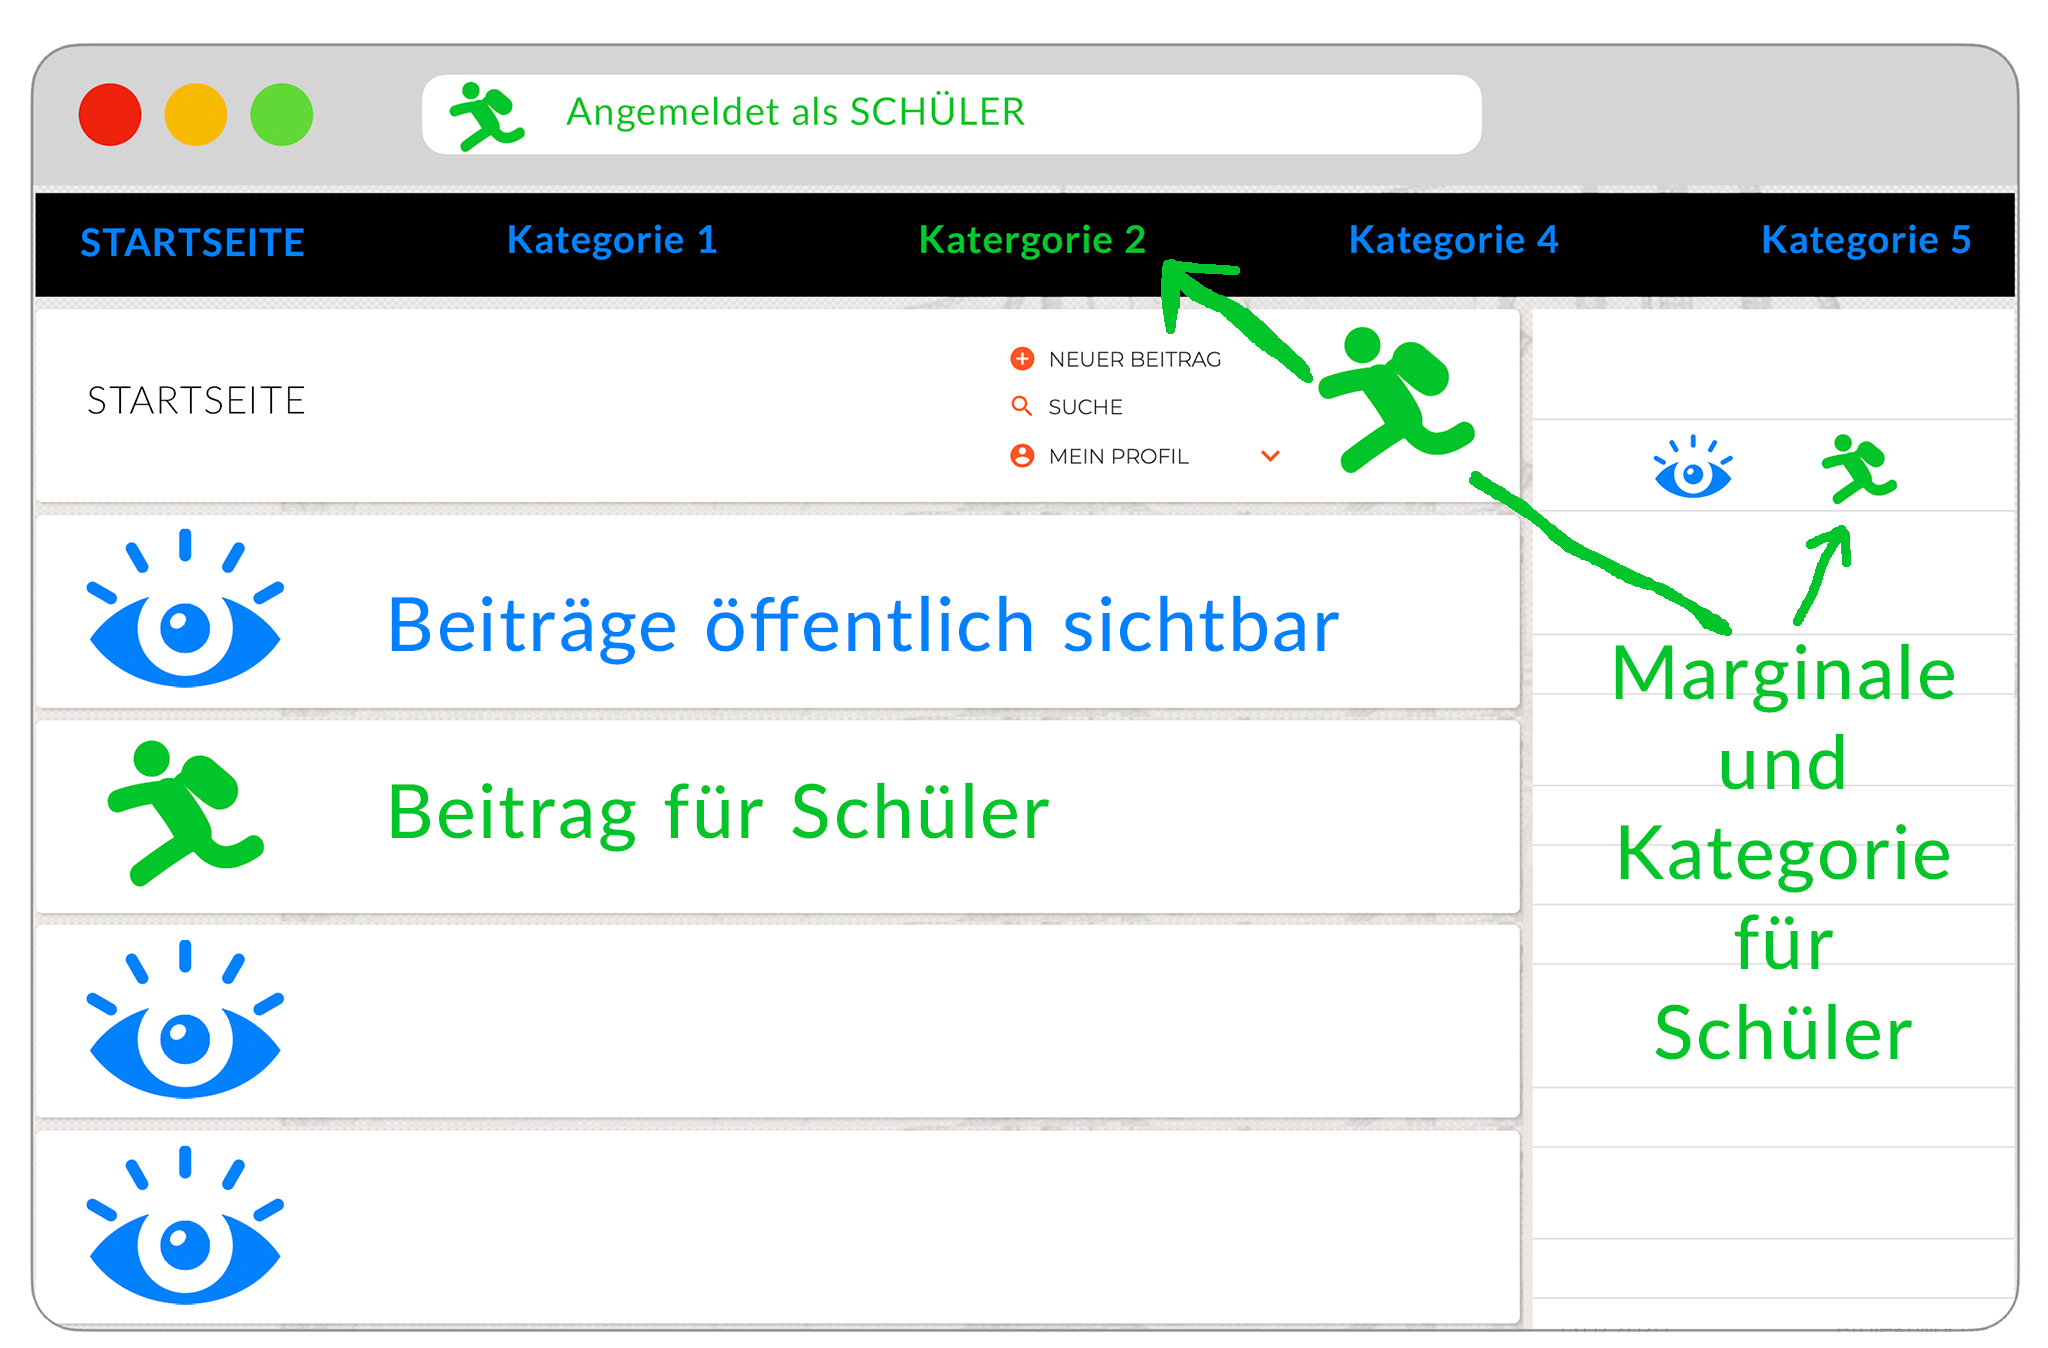 Angemeldet als SCHÜLER
STARTSEITE
Kategorie 1
Katergorie 2
Kategorie 4
Kategorie 5
STARTSEITE
NEUER BEITRAG
SUCHE
MEIN PROFIL
Beiträge öffentlich sichtbar
Beitrag für Schüler
Marginale
und
Kategorie
für
Schüler